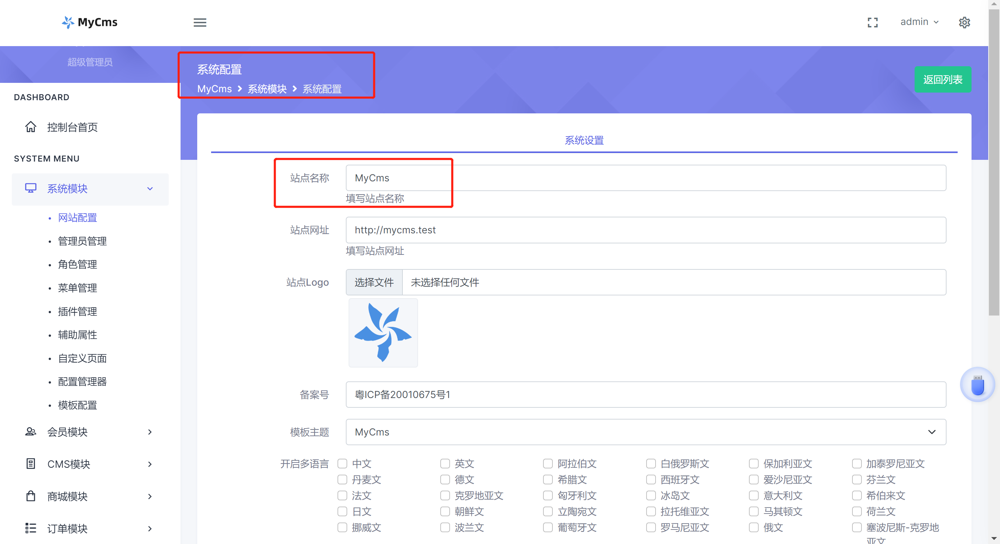 MyCms
admin
超级管理员
系统配置
MyCms 系统模块 系统配置
返回列表
DASHBOARD
控制台首页
SYSTEM MENU
系统模块
网站配置
管理员管理
角色管理
菜单管理
插件管理
辅助属性
自定义页面
配置管理器
模板配置
会员模块
CMS模块
商城模块
订单模块
系统设置
站点名称 MyCms
填写站点名称
站点网址 http://mycms.test
填写站点网址
站点Logo 选择文件 未选择任何文件
备案号 粤ICP备20010675号1
模板主题 MyCms
开启多语言 中文 英文 阿拉伯文 白俄罗斯文 保加利亚文 加泰罗尼亚文
丹麦文 德文 希腊文 西班牙文 爱沙尼亚文 芬兰文
法文 克罗地亚文 匈牙利文 冰岛文 意大利文 希伯来文
日文 朝鲜文 立陶宛文 拉托维亚文 马其顿文 荷兰文
挪威文 波兰文 葡萄牙文 罗马尼亚文 俄文 塞波尼斯-克罗地
亚文